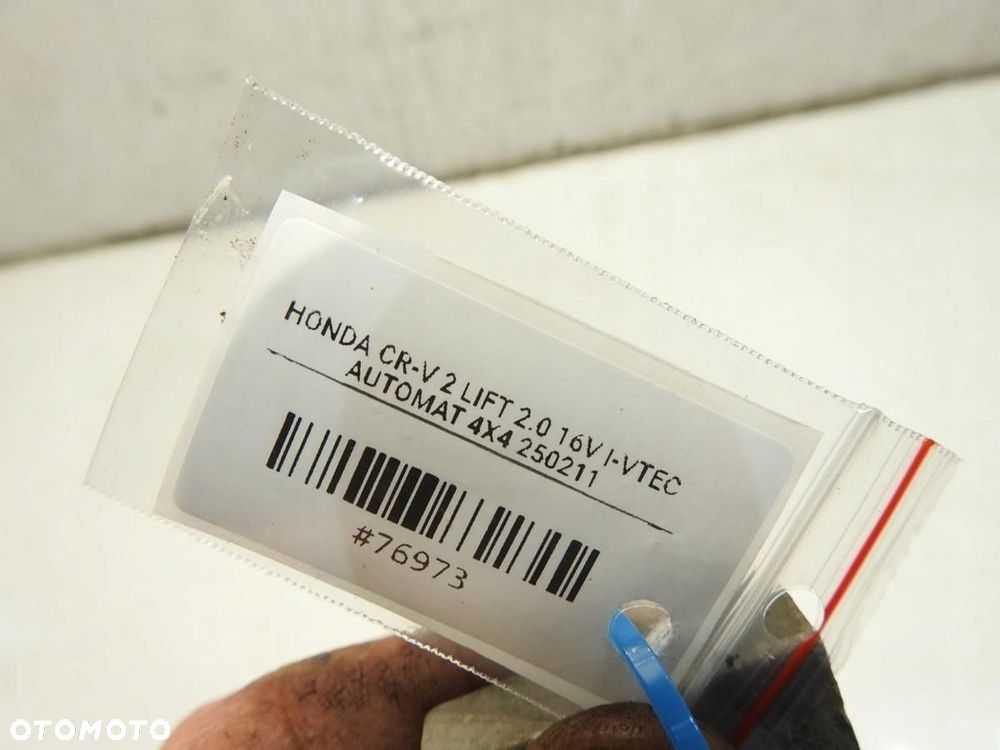 HONDA CR-V 2 LIFT 2.0 16V I-VTEC
AUTOMAT 4X4 250211
#76973
OTOMOTO